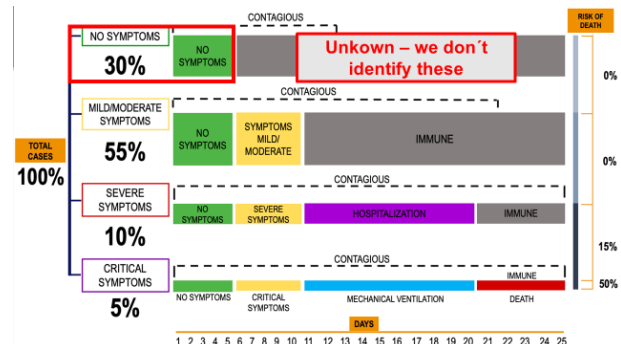 CONTAGIOUS
RISK OF
DEATH
NO SYMPTOMS
30%
NO
SYMPTOMS
Unkown – we don´t
identify these
0%
CONTAGIOUS
MILD/MODERATE
SYMPTOMS
55%
NO
SYMPTOMS
SYMPTOMS
MILD/
MODERATE
IMMUNE
0%
TOTAL
CASES
100%
CONTAGIOUS
SEVERE
SYMPTOMS
10%
NO
SYMPTOMS
SEVERE
SYMPTOMS
HOSPITALIZATION
IMMUNE
15%
CONTAGIOUS
CRITICAL
SYMPTOMS
5%
IMMUNE
50%
NO SYMPTOMS
CRITICAL
SYMPTOMS
MECHANICAL VENTILATION
DEATH
DAYS
1 2 3 4 5 6 7 8 9 10 11 12 13 14 15 16 17 18 19 20 21 22 23 24 25